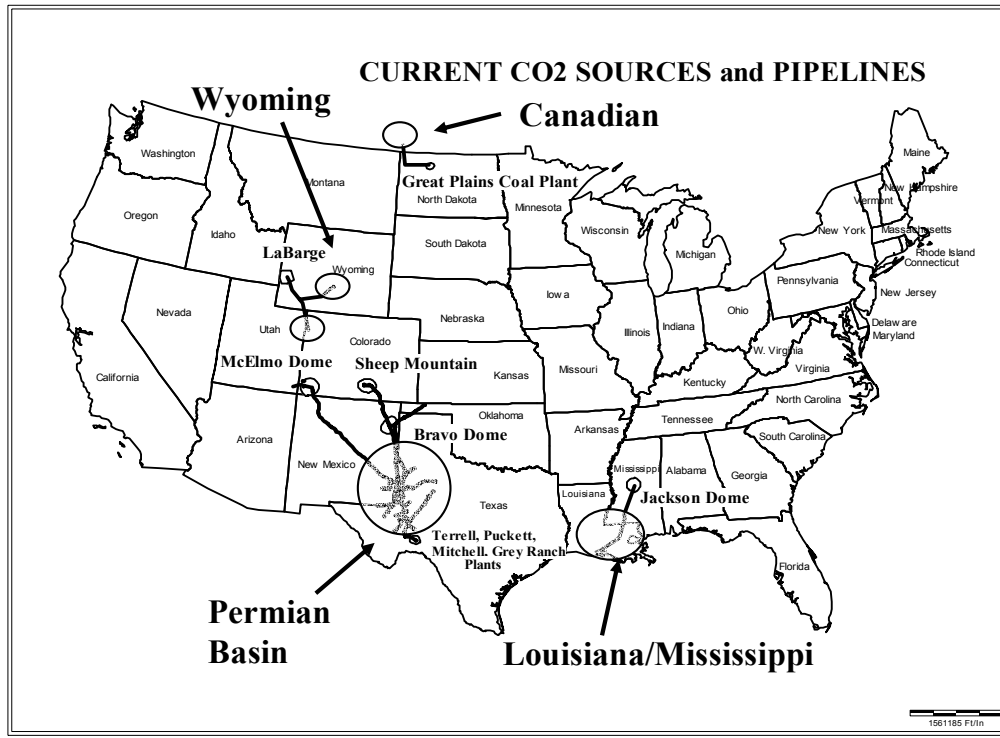 CURRENT CO2 SOURCES and PIPELINES
Wyoming
Canadian
Washington
Montana
Great Plains Coal Plant
North Dakota
Minnesota
Maine
New Hampshire
Vermont
Oregon
Idaho
South Dakota
Wisconsin
Michigan
New York
Massachusetts
Rhode Island
Connecticut
LaBarge
Wyoming
Iowa
Pennsylvania
New Jersey
Nevada
Utah
Colorado
Nebraska
Illinois
Indiana
Ohio
Delaware
Maryland
W. Virginia
Virginia
McElmo Dome
Sheep Mountain
California
Kansas
Missouri
Kentucky
North Carolina
Tennessee
Arizona
New Mexico
Oklahoma
Bravo Dome
Arkansas
South Carolina
Mississippi
Alabama
Georgia
Texas
Louisiana
Jackson Dome
Terrell, Puckett,
Mitchell. Grey Ranch
Plants
Florida
Permian
Basin
Louisiana/Mississippi
1561185 Ft/In